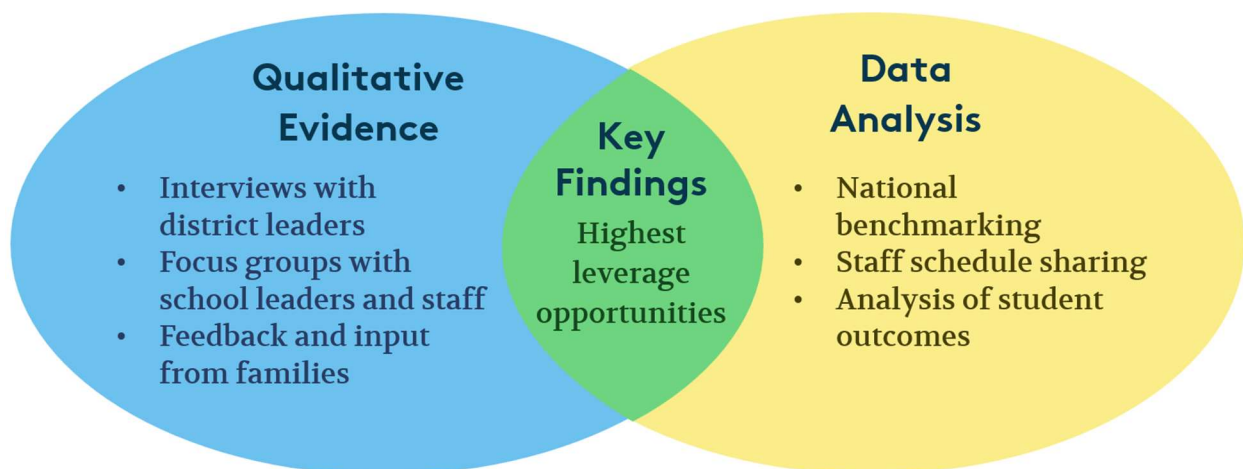 Qualitative
Evidence
• Interviews with
district leaders
• Focus groups with
school leaders and staff
• Feedback and input
from families
Key
Findings
Highest
leverage
opportunities
Data
Analysis
• National
benchmarking
• Staff schedule sharing
• Analysis of student
outcomes